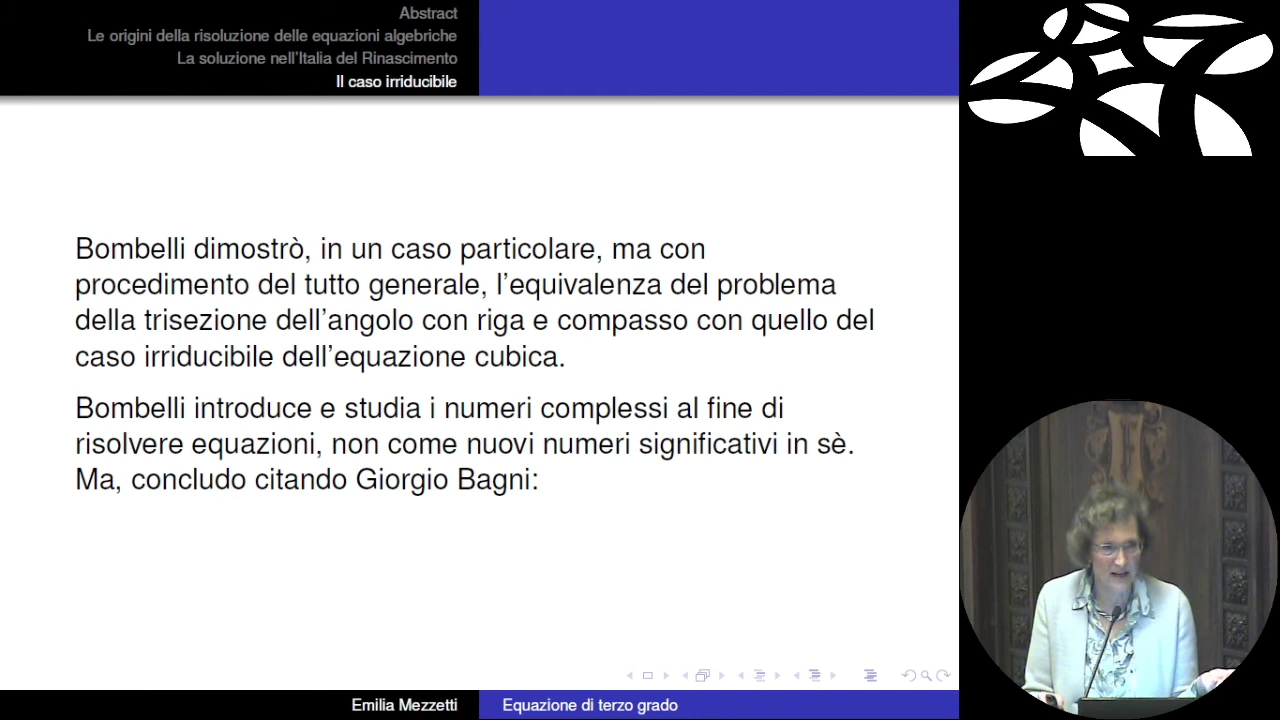 Abstract
Le origini della risoluzione delle equazioni algebriche
La soluzione nell'Italia del Rinascimento
Il caso irriducibile
Bombelli dimostrò, in un caso particolare, ma con
procedimento del tutto generale, l'equivalenza del problema
della trisezione dell'angolo con riga e compasso con quello del
caso irriducibile dell'equazione cubica.
Bombelli introduce e studia i numeri complessi al fine di
risolvere equazioni, non come nuovi numeri significativi in sè.
Ma, concludo citando Giorgio Bagni:
Emilia Mezzetti
Equazione di terzo grado